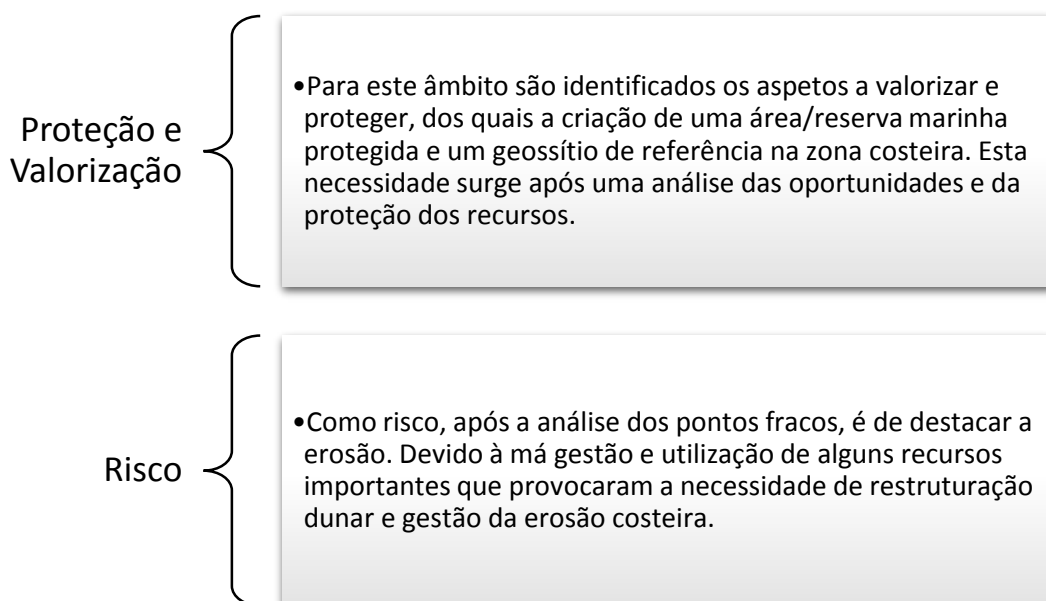 Proteção e
Valorização
•Para este âmbito são identificados os aspetos a valorizar e
proteger, dos quais a criação de uma área/reserva marinha
protegida e um geossítio de referência na zona costeira. Esta
necessidade surge após uma análise das oportunidades e da
proteção dos recursos.
Risco
•Como risco, após a análise dos pontos fracos, é de destacar a
erosão. Devido à má gestão e utilização de alguns recursos
importantes que provocaram a necessidade de restruturação
dunar e gestão da erosão costeira.